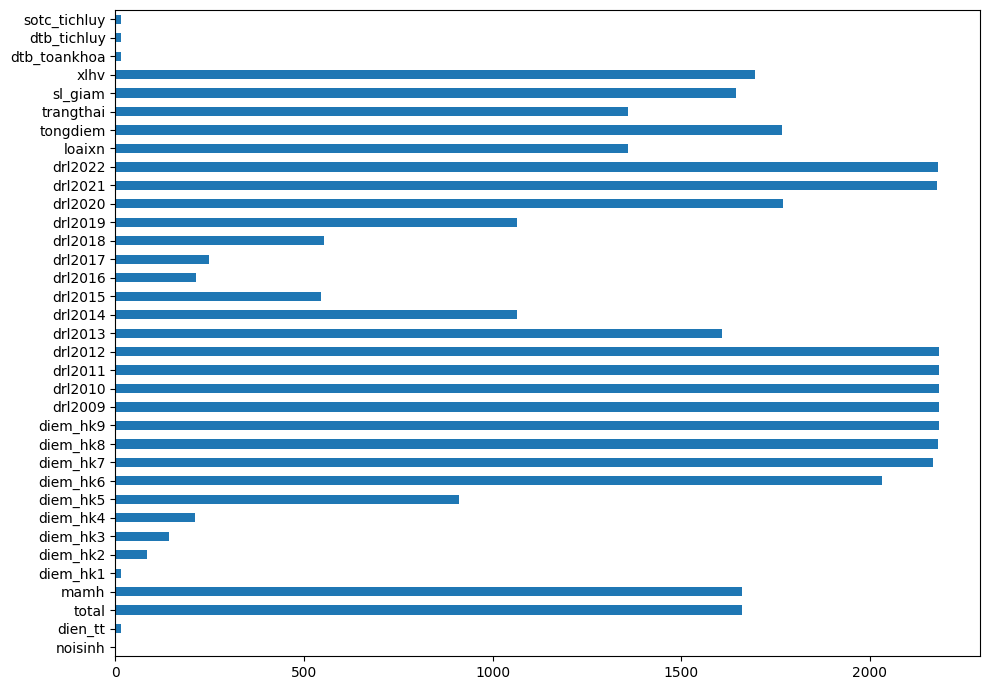 sotc_tichluy
dtb_tichluy
dtb_toankhoa
xlhv
sl_giam
trangthai
tongdiem
loaixn
drl2022
drl2021
drl2020
drl2019
drl2018
drl2017
drl2016
drl2015
drl2014
drl2013
drl2012
drl2011
drl2010
drl2009
diem_hk9
diem_hk8
diem_hk7
diem_hk6
diem_hk5
diem_hk4
diem_hk3
diem_hk2
diem_hk1
mamh
total
dien_tt
noisinh
0 500 1000 1500 2000